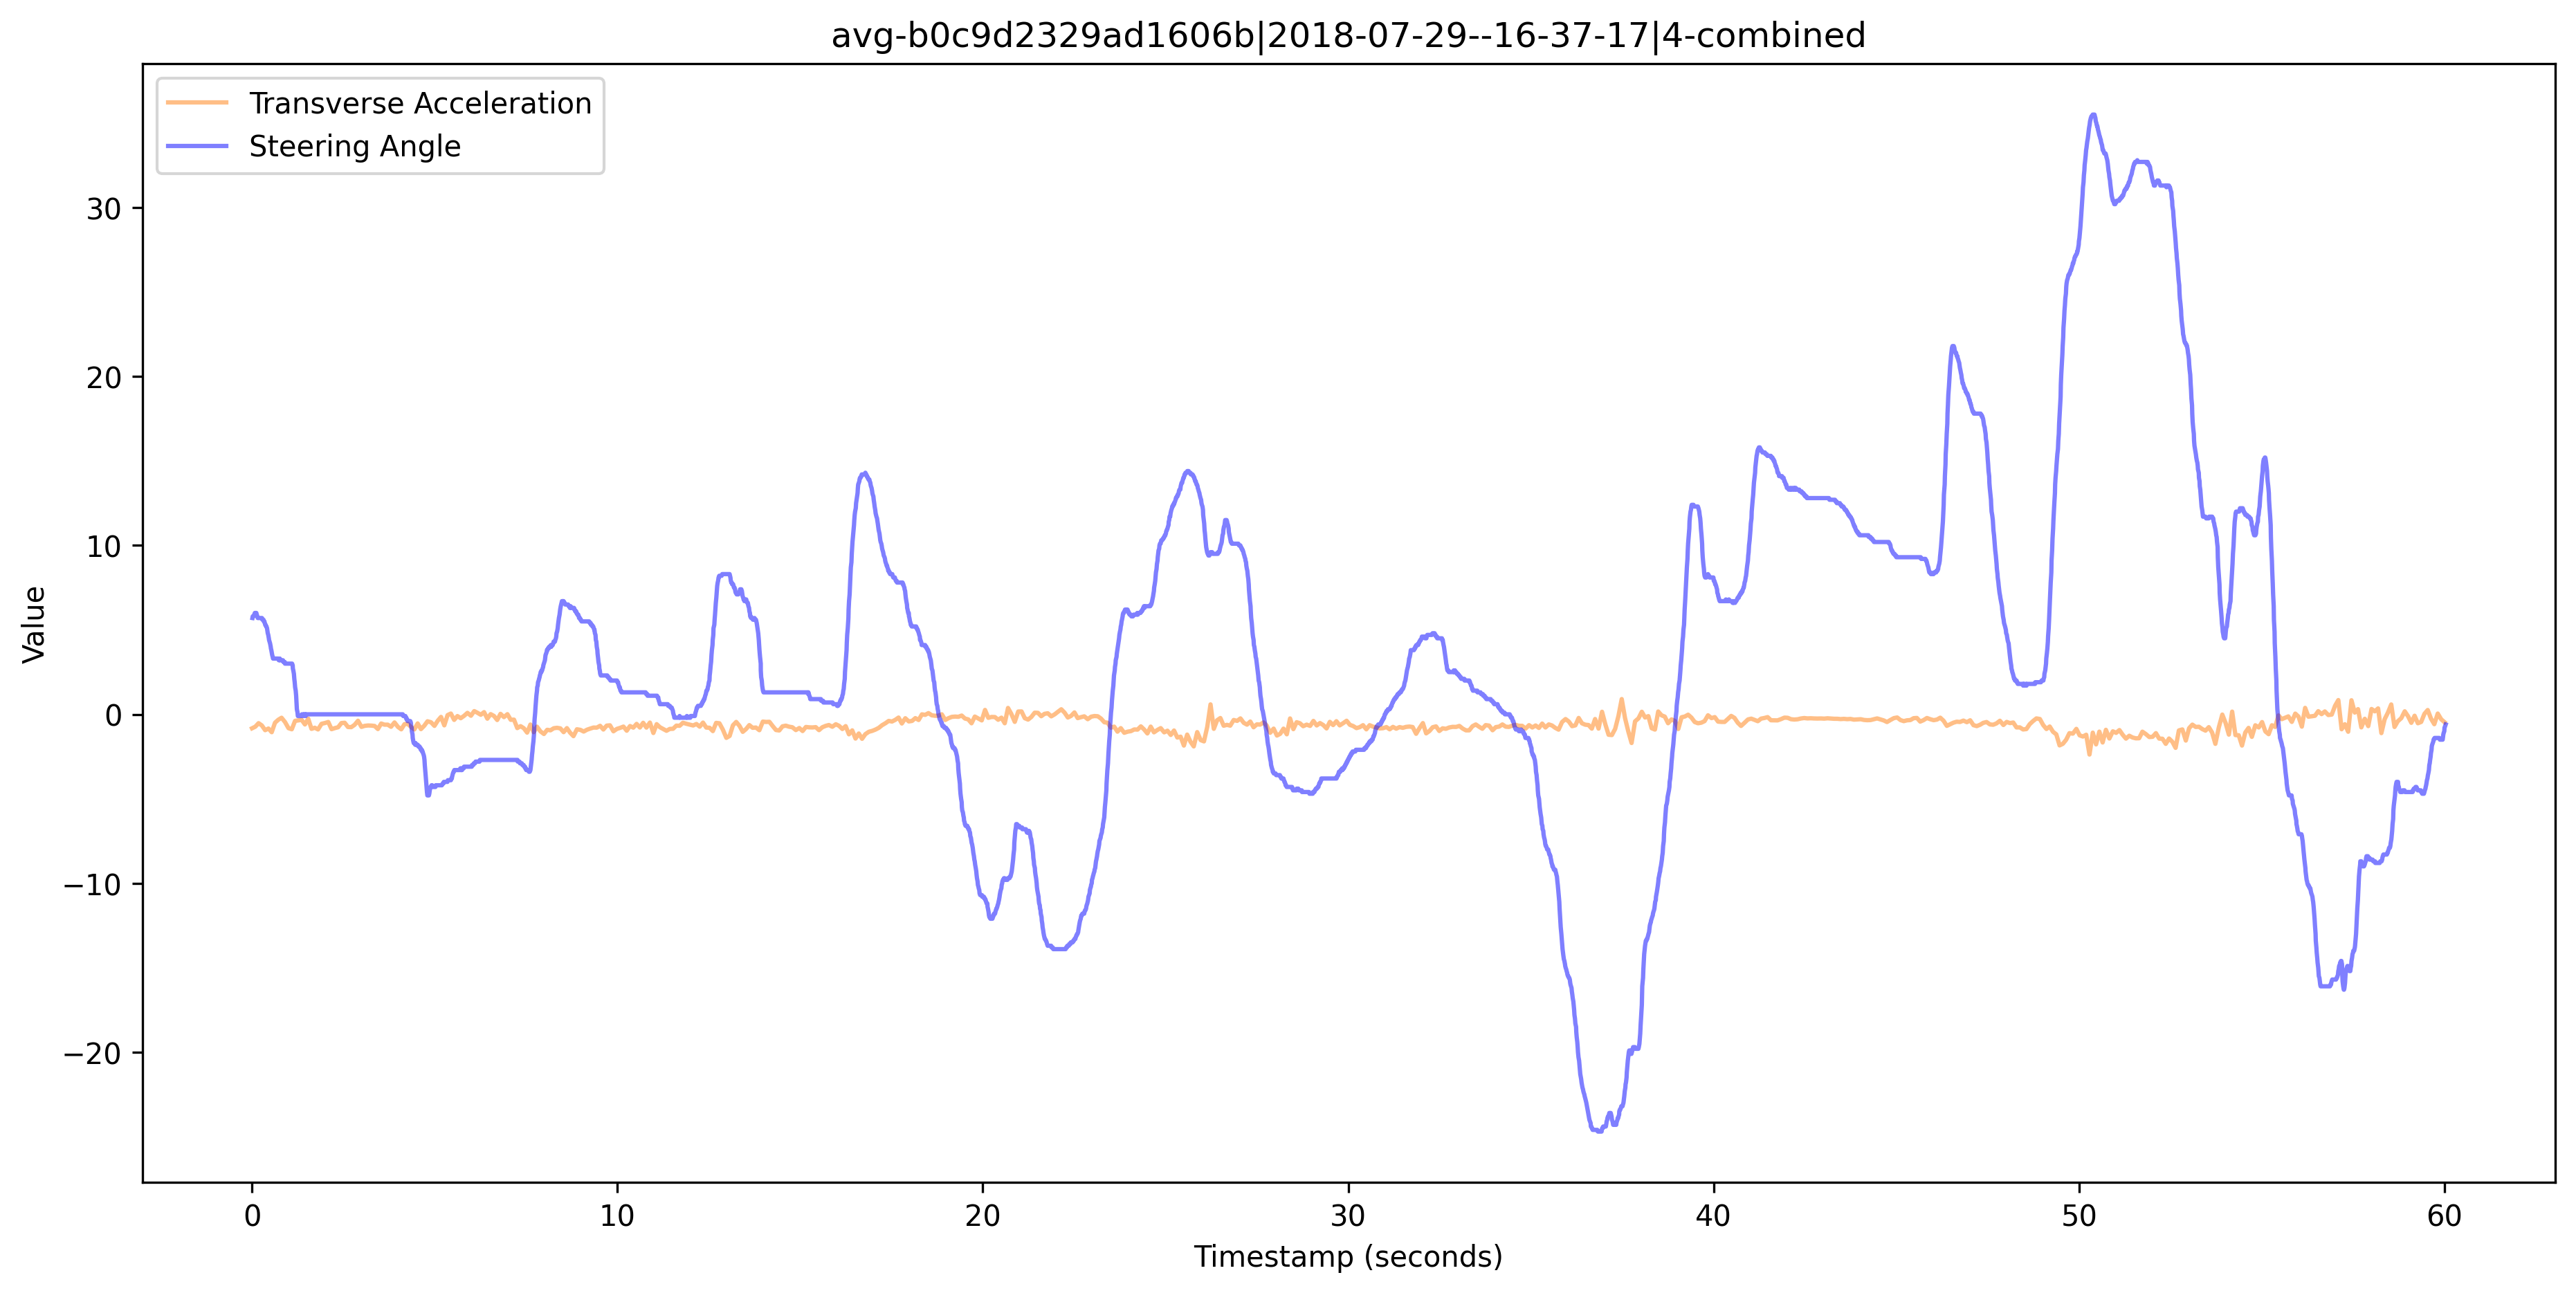 avg-b0c9d2329ad1606b|2018-07-29--16-37-17|4-combined
Transverse Acceleration
Steering Angle
Value
30
20
10
0
−10
−20
0 10 20 30 40 50 60
Timestamp (seconds)